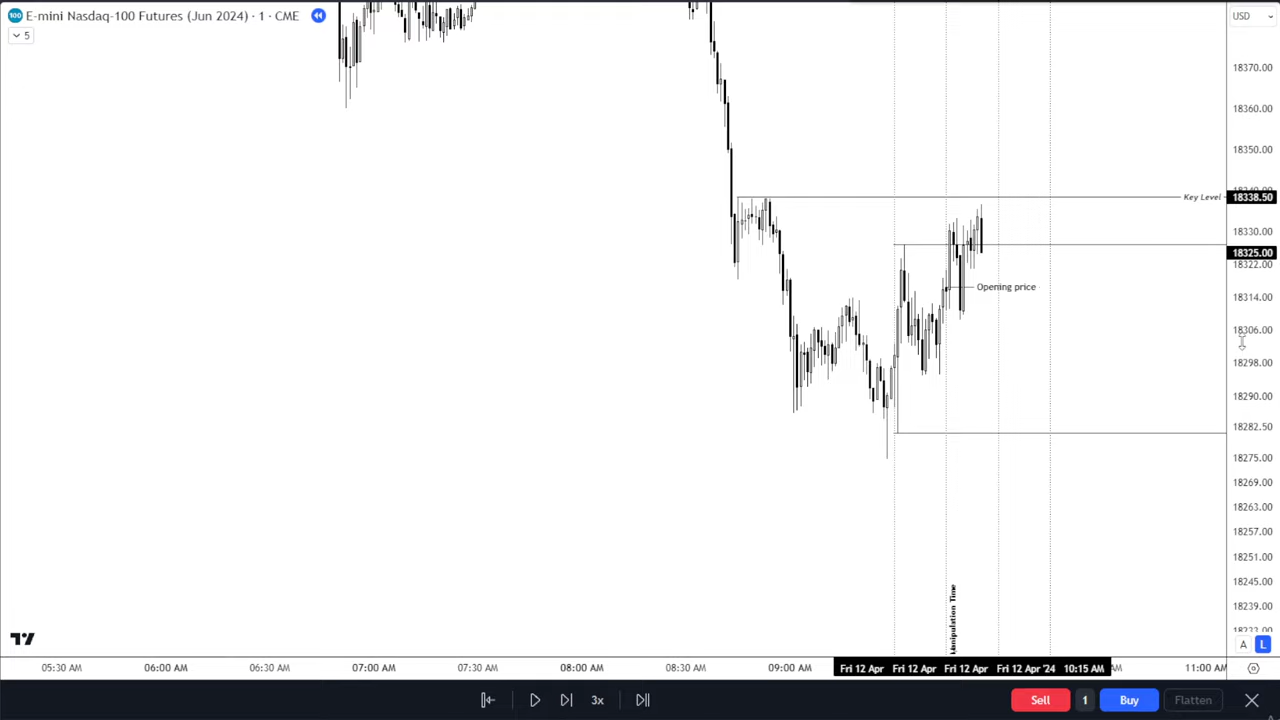 100 E-mini Nasdaq-100 Futures (Jun 2024) · 1 · CME
USD
5
18370.00
18360.00
18350.00
Key Level
18338.50
18330.00
18325.00
18322.00
Opening price
18314.00
18306.00
18298.00
18290.00
18282.50
18275.00
18269.00
18263.00
18257.00
18251.00
18245.00
18239.00
18233.00
Manipulation Time
A
L
05:30 AM
06:00 AM
06:30 AM
07:00 AM
07:30 AM
08:00 AM
08:30 AM
09:00 AM
Fri 12 Apr
Fri 12 Apr
Fri 12 Apr
Fri 12 Apr '24
10:15 AM
11:00 AM
3x
Sell
1
Buy
Flatten